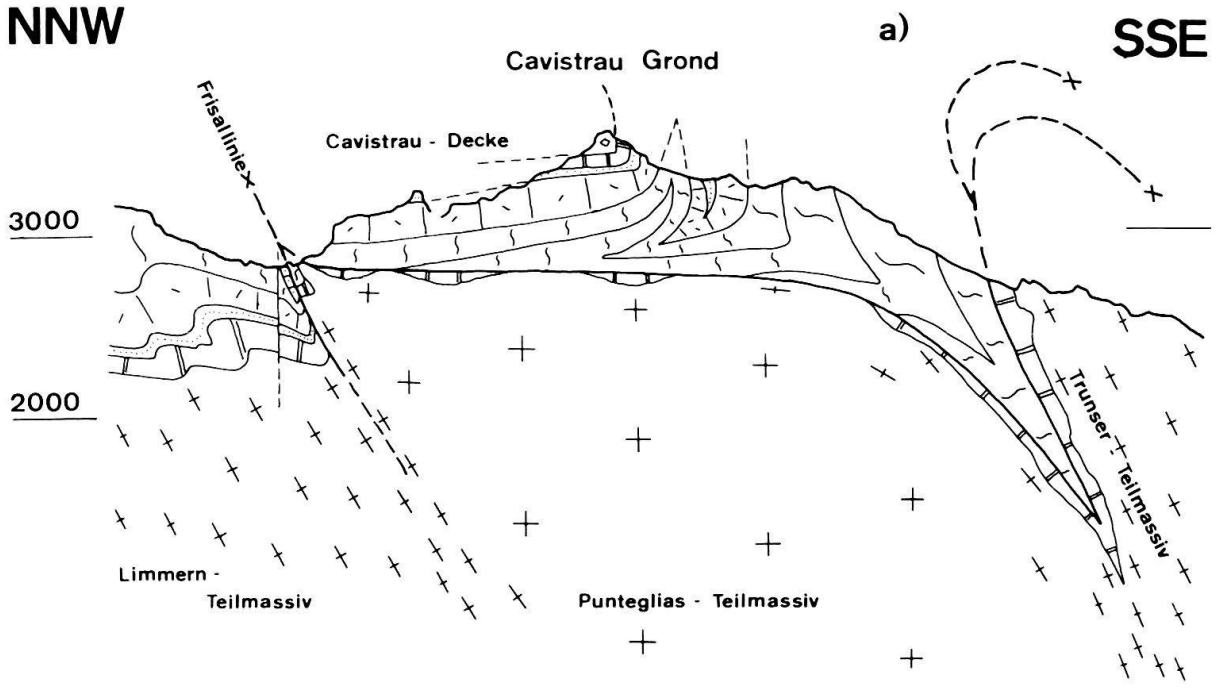 NNW
a)
SSE
Cavistrau Grond
Frisallinie
Cavistrau - Decke
3000
2000
Trunser - Teilmassiv
Limmern -
Teilmassiv
Punteglias - Teilmassiv